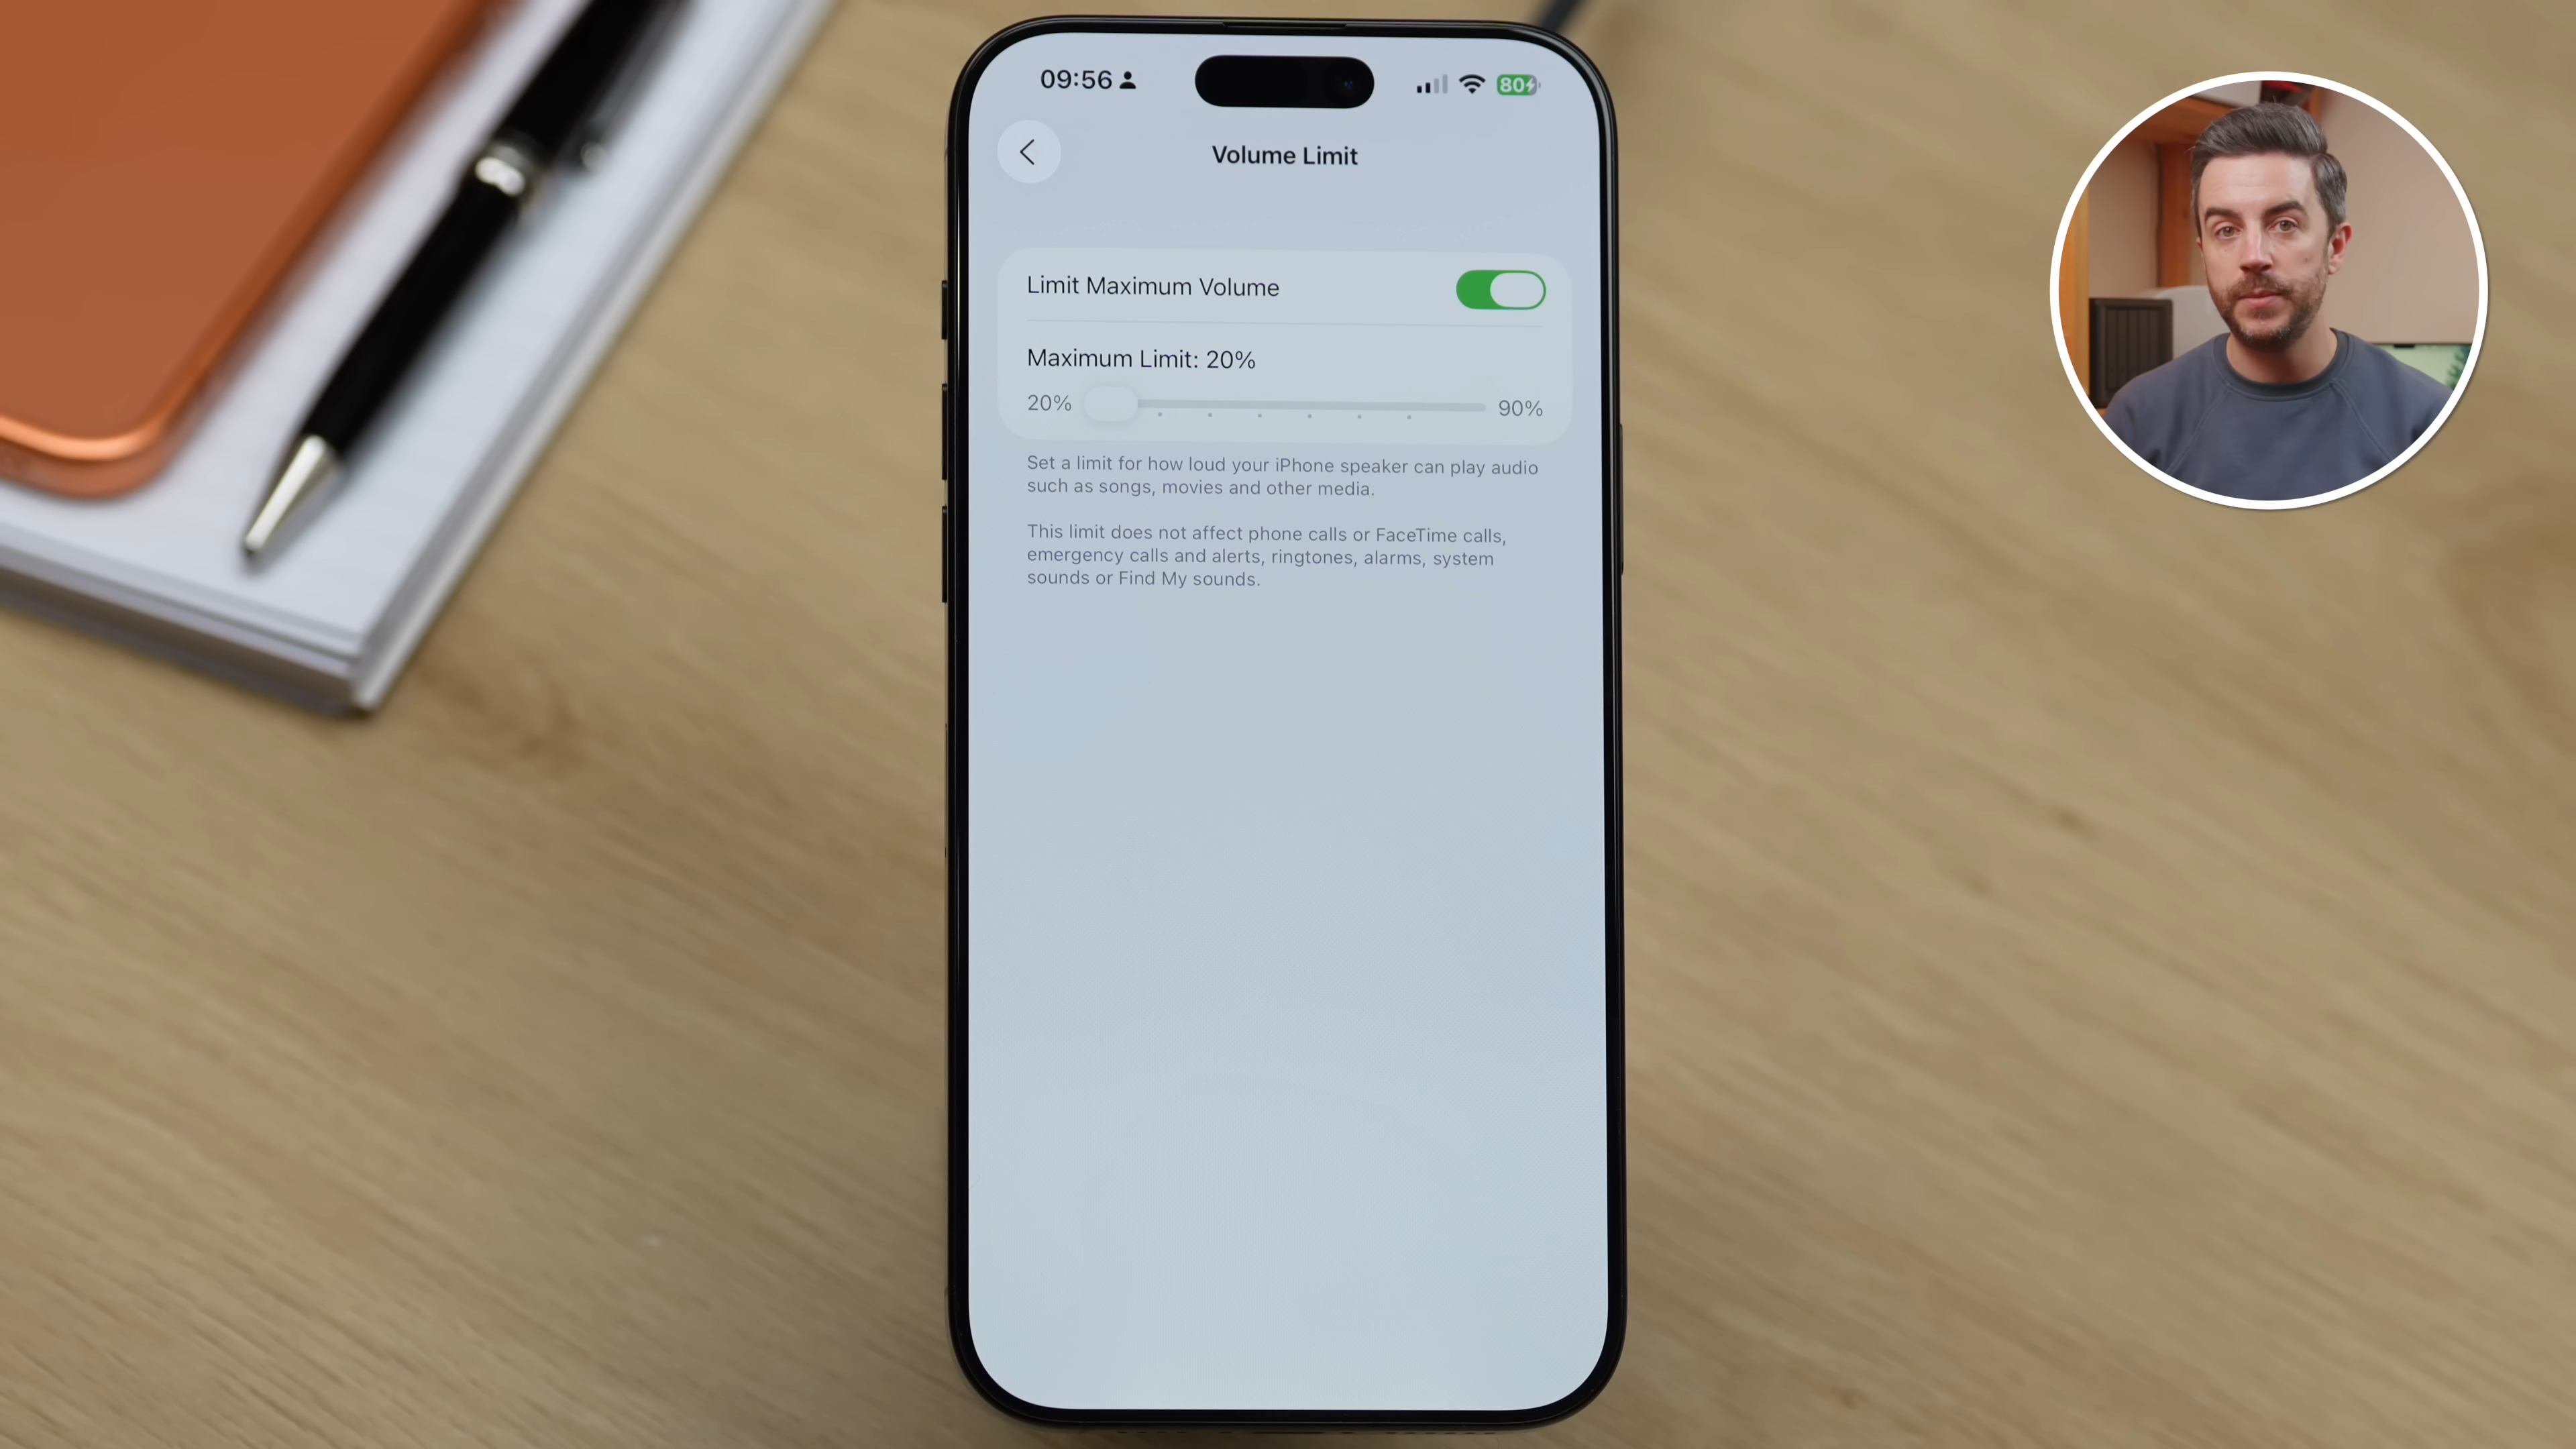 09:56
80
Volume Limit
Limit Maximum Volume
Maximum Limit: 20%
20%
90%
Set a limit for how loud your iPhone speaker can play audio
such as songs, movies and other media.
This limit does not affect phone calls or FaceTime calls,
emergency calls and alerts, ringtones, alarms, system
sounds or Find My sounds.